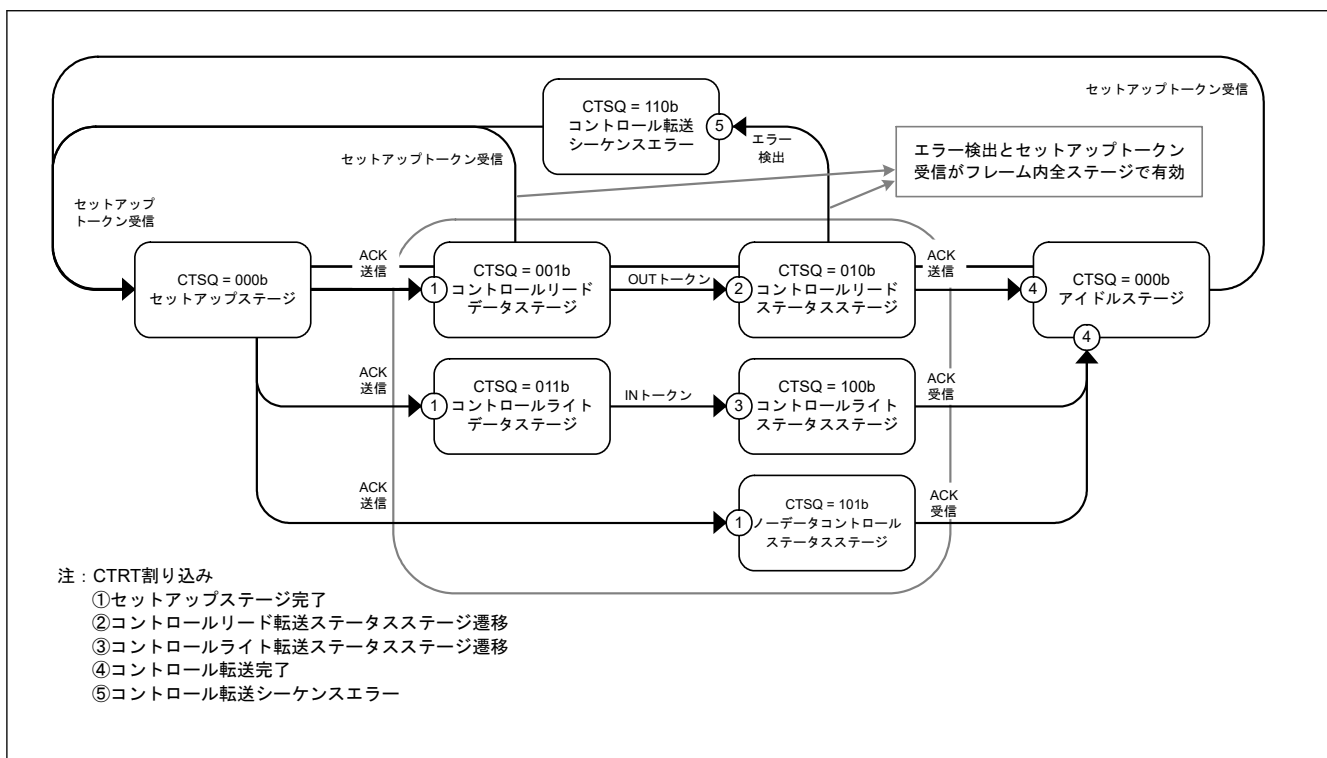 セットアップトークン受信
CTSQ = 110b
コントロール転送
シーケンスエラー
⑤
エラー
検出
セットアップトークン受信
エラー検出とセットアップトークン
受信がフレーム内全ステージで有効
セットアップ
トークン受信
CTSQ = 000b
セットアップステージ
ACK
送信
①
CTSQ = 001b
コントロールリード
データステージ
OUTトークン
②
CTSQ = 010b
コントロールリード
ステータスステージ
ACK
送信
④
CTSQ = 000b
アイドルステージ
④
ACK
送信
①
CTSQ = 011b
コントロールライト
データステージ
INトークン
③
CTSQ = 100b
コントロールライト
ステータスステージ
ACK
受信
ACK
送信
①
CTSQ = 101b
ノーデータコントロール
ステータスステージ
ACK
受信
注：CTRT割り込み
①セットアップステージ完了
②コントロールリード転送ステータスステージ遷移
③コントロールライト転送ステータスステージ遷移
④コントロール転送完了
⑤コントロール転送シーケンスエラー